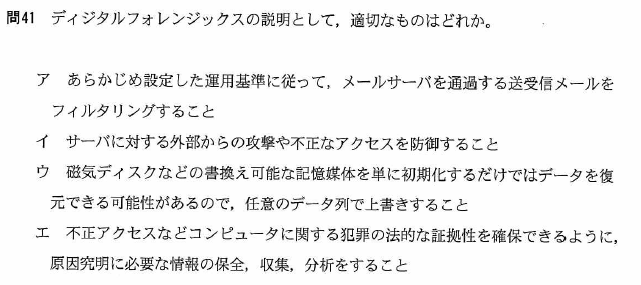 問41 ディジタルフォレンジックスの説明として，適切なものはどれか。
ア あらかじめ設定した運用基準に従って，メールサーバを通過する送受信メールを
フィルタリングすること
イ サーバに対する外部からの攻撃や不正なアクセスを防御すること
ウ 磁気ディスクなどの書換え可能な記憶媒体を単に初期化するだけではデータを復
元できる可能性があるので，任意のデータ列で上書きすること
エ 不正アクセスなどコンピュータに関する犯罪の法的な証拠性を確保できるように，
原因究明に必要な情報の保全，収集，分析をすること